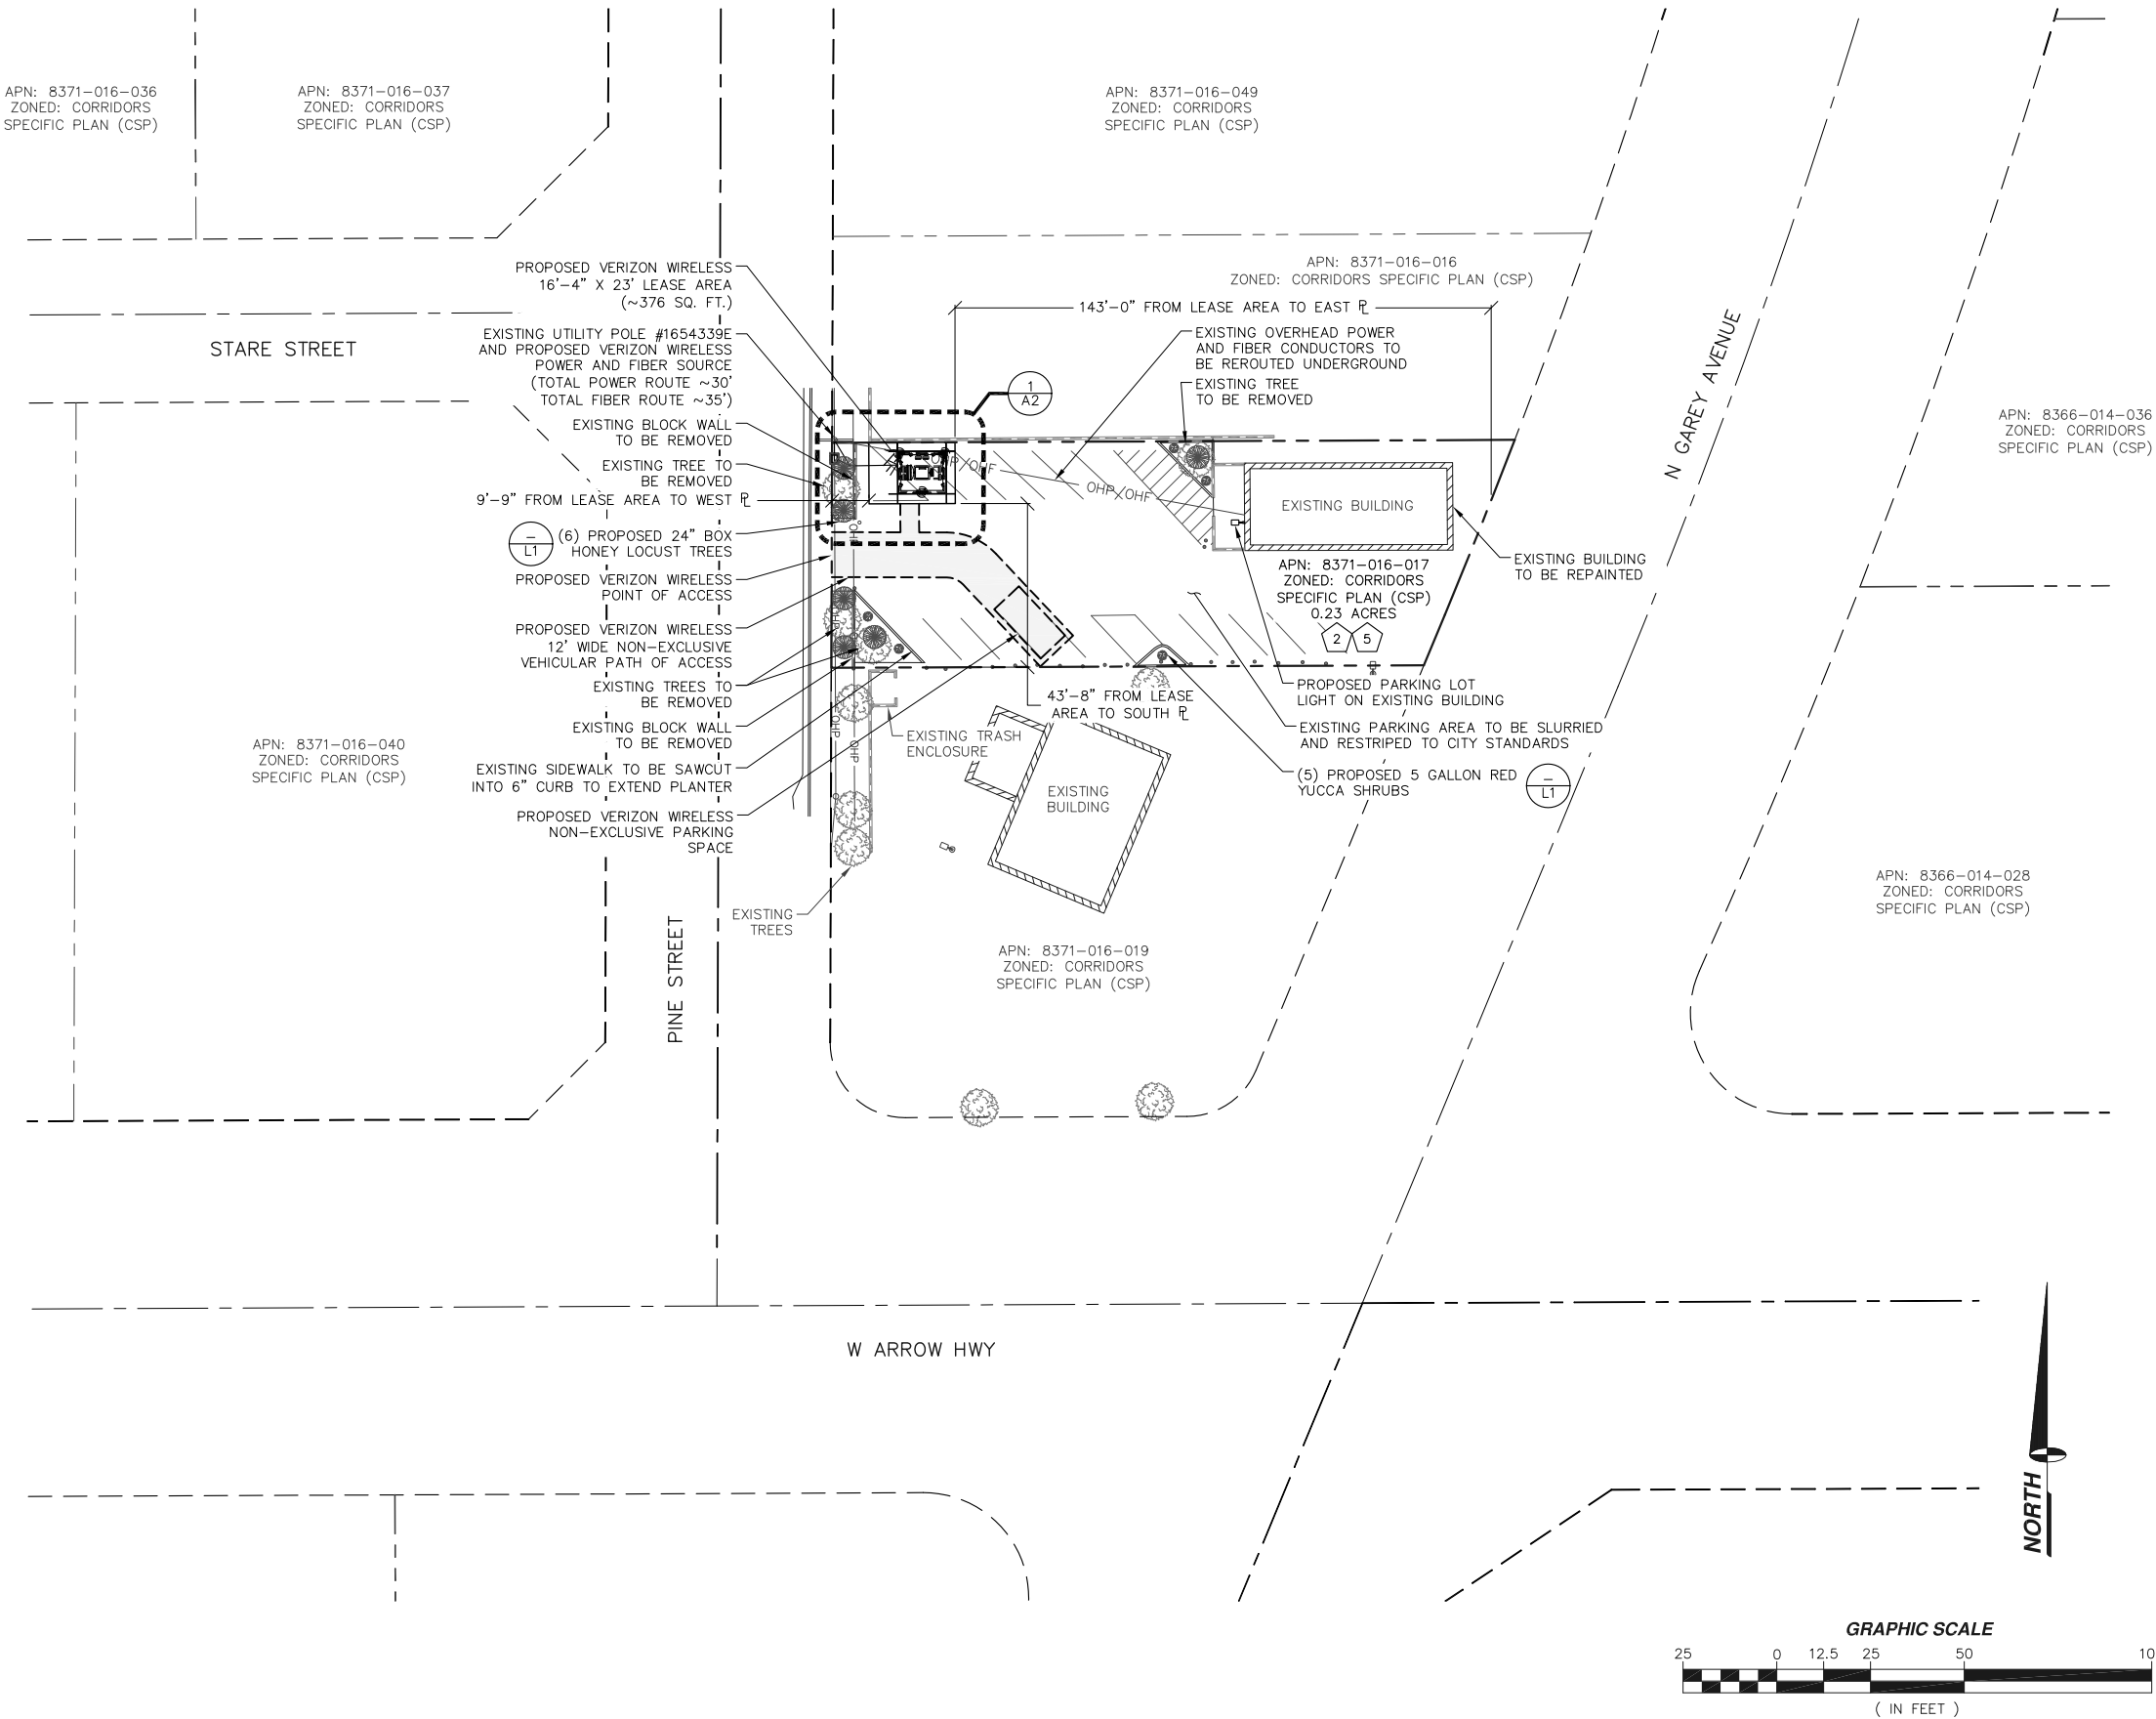 APN: 8371-016-036
ZONED: CORRIDORS
SPECIFIC PLAN (CSP)
APN: 8371-016-037
ZONED: CORRIDORS
SPECIFIC PLAN (CSP)
APN: 8371-016-049
ZONED: CORRIDORS
SPECIFIC PLAN (CSP)
APN: 8371-016-016
ZONED: CORRIDORS SPECIFIC PLAN (CSP)
PROPOSED VERIZON WIRELESS
16'-4" X 23' LEASE AREA
(~376 SQ. FT.)
143'-0" FROM LEASE AREA TO EAST PL
STARE STREET
EXISTING UTILITY POLE #1654339E
AND PROPOSED VERIZON WIRELESS
POWER AND FIBER SOURCE
(TOTAL POWER ROUTE ~30'
TOTAL FIBER ROUTE ~35')
EXISTING OVERHEAD POWER
AND FIBER CONDUCTORS TO
BE REROUTED UNDERGROUND
EXISTING TREE
TO BE REMOVED
1
A2
N GAREY AVENUE
APN: 8366-014-036
ZONED: CORRIDORS
SPECIFIC PLAN (CSP)
EXISTING BLOCK WALL
TO BE REMOVED
EXISTING TREE TO
BE REMOVED
9'-9" FROM LEASE AREA TO WEST PL
OHP/OHF
OHP/OHF
EXISTING BUILDING
–
L1
(6) PROPOSED 24" BOX
HONEY LOCUST TREES
OHP
PROPOSED VERIZON WIRELESS
POINT OF ACCESS
EXISTING BUILDING
TO BE REPAINTED
APN: 8371-016-017
ZONED: CORRIDORS
SPECIFIC PLAN (CSP)
0.23 ACRES
2
5
PROPOSED VERIZON WIRELESS
12' WIDE NON-EXCLUSIVE
VEHICULAR PATH OF ACCESS
OHP
EXISTING TREES TO
BE REMOVED
PROPOSED PARKING LOT
LIGHT ON EXISTING BUILDING
43'-8" FROM LEASE
AREA TO SOUTH PL
EXISTING BLOCK WALL
TO BE REMOVED
OHP
OHP
EXISTING TRASH
ENCLOSURE
EXISTING PARKING AREA TO BE SLURRIED
AND RESTRIPED TO CITY STANDARDS
APN: 8371-016-040
ZONED: CORRIDORS
SPECIFIC PLAN (CSP)
EXISTING SIDEWALK TO BE SAWCUT
INTO 6" CURB TO EXTEND PLANTER
(5) PROPOSED 5 GALLON RED
YUCCA SHRUBS
–
L1
EXISTING
BUILDING
PROPOSED VERIZON WIRELESS
NON-EXCLUSIVE PARKING
SPACE
APN: 8366-014-028
ZONED: CORRIDORS
SPECIFIC PLAN (CSP)
EXISTING
TREES
PINE STREET
APN: 8371-016-019
ZONED: CORRIDORS
SPECIFIC PLAN (CSP)
W ARROW HWY
NORTH
GRAPHIC SCALE
25 0 12.5 25 50 10
( IN FEET )